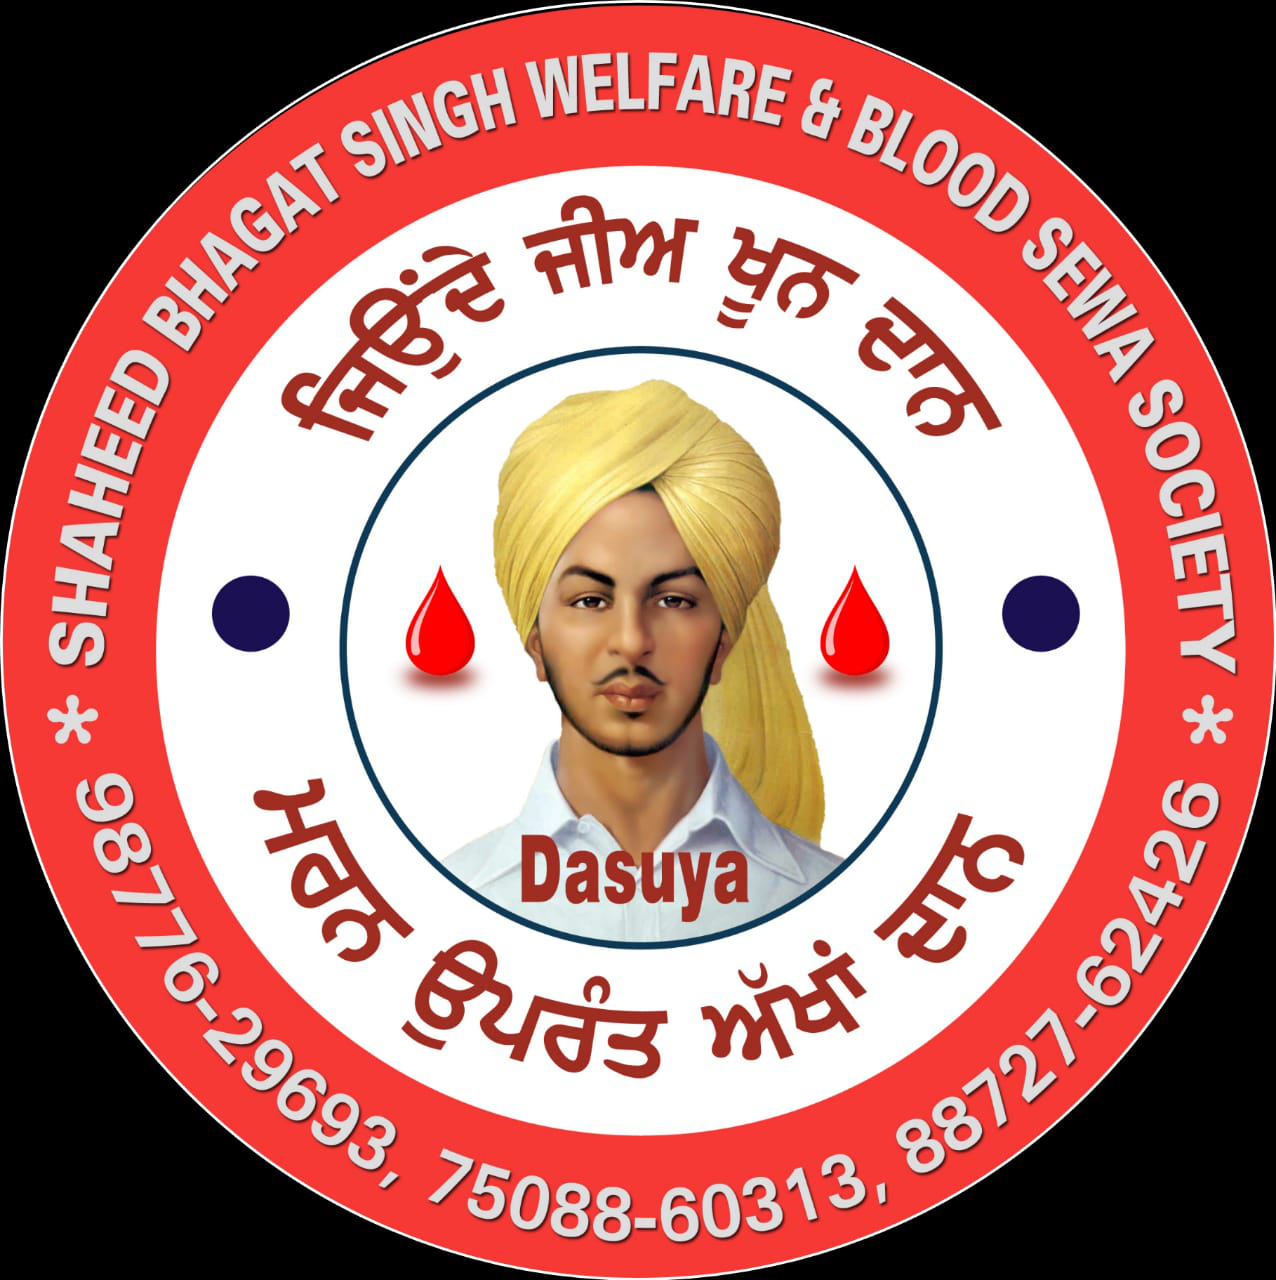 SHAHEED BHAGAT SINGH WELFARE & BLOOD SEWA SOCIETY
ਜਿਉਂਦੇ ਜੀਅ ਖੂਨ ਦਾਨ
Dasuya
ਮਰਨ ਉਪਰੰਤ ਅੱਖਾਂ ਦਾਨ
* 98776-29693, 75088-60313, 88727-62426 *